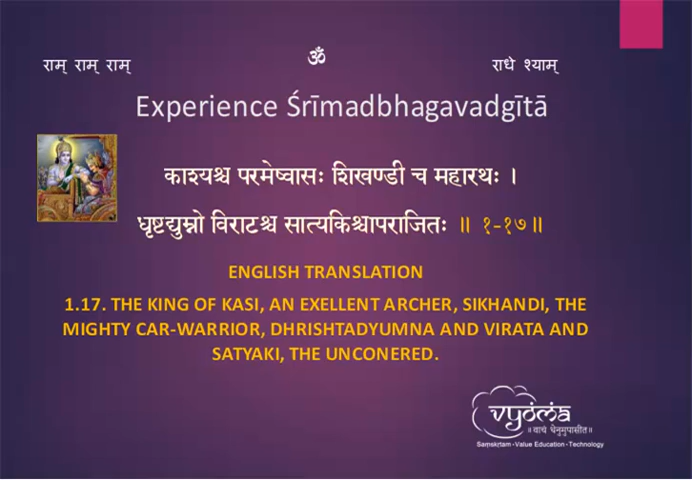 ॐ
राम् राम् राम्
राधे श्याम्
Experience Śrīmadbhagavadgītā
काश्यश्च परमेष्वासः शिखण्डी च महारथः ।
धृष्टद्युम्नो विराटश्च सात्यकिश्चापराजितः ॥ १-१७॥
ENGLISH TRANSLATION
1.17. THE KING OF KASI, AN EXELLENT ARCHER, SIKHANDI, THE
MIGHTY CAR-WARRIOR, DHRISHTADYUMNA AND VIRATA AND
SATYAKI, THE UNCONERED.
vyoma
॥ वाचं धेनुमुपासीत॥
Samskrtam - Value Education - Technology